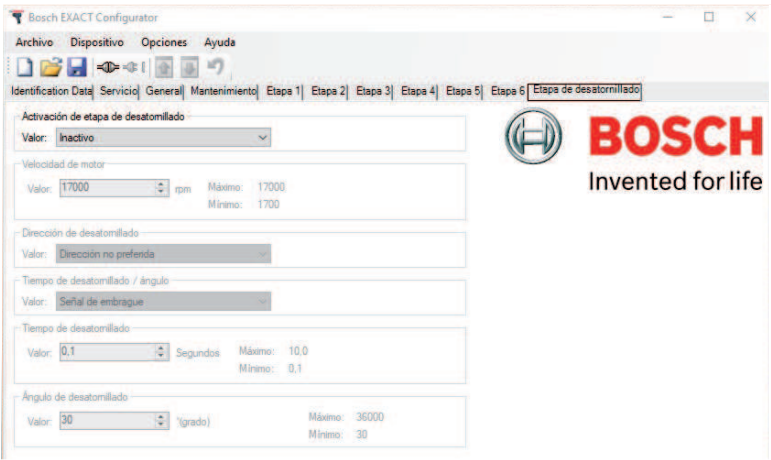 Bosch EXACT Configurator
Archivo Dispositivo Opciones Ayuda
Identification Data Servicio General Mantenimiento Etapa 1 Etapa 2 Etapa 3 Etapa 4 Etapa 5 Etapa 6 Etapa de desatornillado
Activación de etapa de desatornillado
Valor: Inactivo
Velocidad de motor
Valor: 17000 rpm Máximo: 17000
Mínimo: 1700
Dirección de desatornillado
Valor: Dirección no preferida
Tiempo de desatornillado / ángulo
Valor: Señal de embrague
Tiempo de desatornillado
Valor: 0,1 Segundos Máximo: 10,0
Mínimo: 0,1
Ángulo de desatornillado
Valor: 30 °(grado) Máximo: 36000
Mínimo: 30
BOSCH
Invented for life